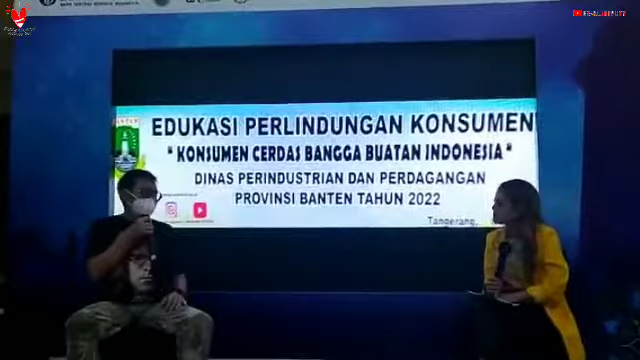 EDUKASI PERLINDUNGAN KONSUMEN
"KONSUMEN CERDAS BANGGA BUATAN INDONESIA"
DINAS PERINDUSTRIAN DAN PERDAGANGAN
PROVINSI BANTEN TAHUN 2022
Tangerang,